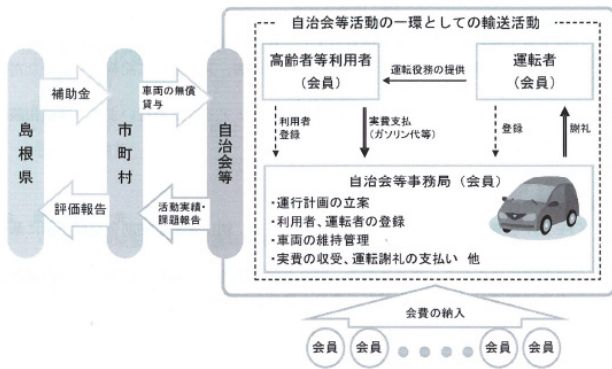 自治会等活動の一環としての輸送活動
島根県
補助金
評価報告
市町村
車両の無償
貸与
活動実績・
課題報告
自治会等
高齢者等利用者
(会員)
運転役務の提供
運転者
(会員)
利用者
登録
実費支払
(ガソリン代等)
登録
謝礼
自治会等事務局(会員)
・運行計画の立案
・利用者、運転者の登録
・車両の維持管理
・実費の収受、運転謝礼の支払い 他
会費の納入
会員
会員
会員
会員